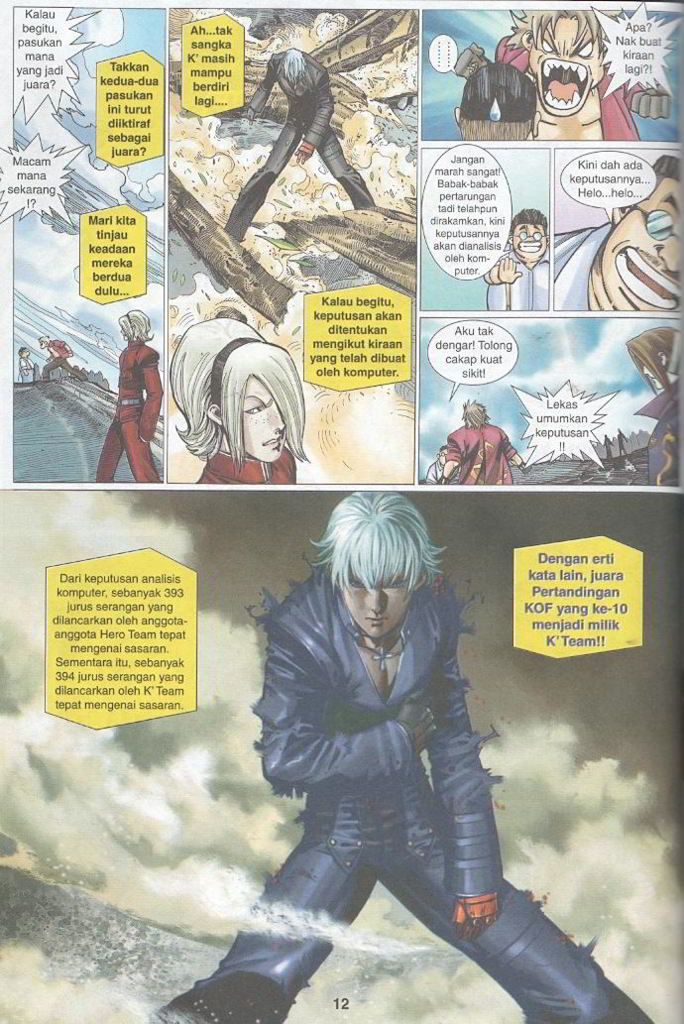 Kalau
begitu,
pasukan
mana
yang jadi
juara?
Takkan
kedua-dua
pasukan
ini turut
diiktiraf
sebagai
juara?
Macam
mana
sekarang
!?
Mari kita
tinjau
keadaan
mereka
berdua
dulu...
Ah...tak
sangka
K’ masih
mampu
berdiri
lagi....
Kalau begitu,
keputusan akan
ditentukan
mengikut kiraan
yang telah dibuat
oleh komputer.
Apa?
Nak buat
kiraan
lagi?!
Jangan
marah sangat!
Babak-babak
pertarungan
tadi telahpun
dirakamkan, kini
keputusannya
akan dianalisis
oleh kom-
puter.
Kini dah ada
keputusannya...
Helo...helo...
Aku tak
dengar! Tolong
cakap kuat
sikit!
Lekas
umumkan
keputusan
!!
Dari keputusan analisis
komputer, sebanyak 393
jurus serangan yang
dilancarkan oleh anggota-
anggota Hero Team tepat
mengenai sasaran.
Sementara itu, sebanyak
394 jurus serangan yang
dilancarkan oleh K’ Team
tepat mengenai sasaran.
Dengan erti
kata lain, juara
Pertandingan
KOF yang ke-10
menjadi milik
K’ Team!!
12